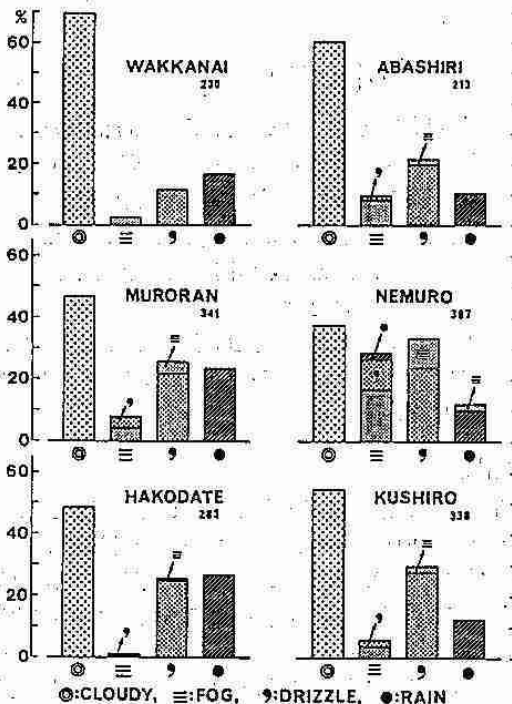 %
60
40
20
0
WAKKANAI
230
ABASHIRI
213
60
40
20
0
MURORAN
341
NEMURO
387
60
40
20
0
HAKODATE
283
KUSHIRO
338
◎:CLOUDY, ≡:FOG, ❜:DRIZZLE, ●:RAIN